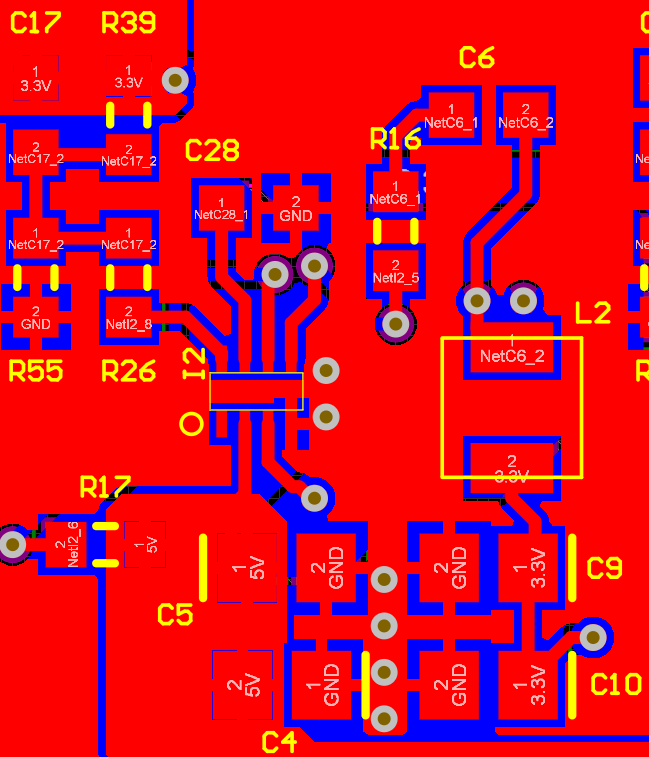 C17 R39
C6
1
3.3V
1
3.3V
1
NetC6_1
2
NetC6_2
R16
2
NetC17_2
2
NetC17_2
C28
1
NetC28_1
2
GND
1
NetC6_1
1
NetC17_2
1
NetC17_2
2
NetI2_5
2
GND
2
NetI2_8
L2
1
NetC6_2
R55 R26
I2
2
3.3V
R17
2
NetI2_6
1
5V
1
5V
2
GND
2
GND
1
3.3V
C9
C5
2
5V
1
GND
2
GND
1
3.3V
C10
C4